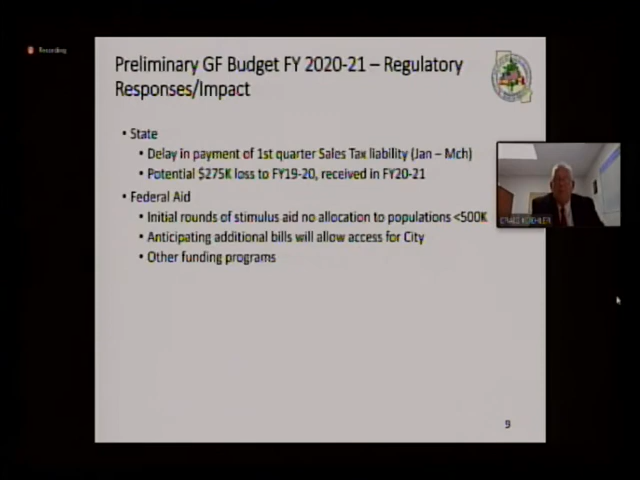 Recording
Preliminary GF Budget FY 2020-21 – Regulatory
Responses/Impact
• State
• Delay in payment of 1st quarter Sales Tax liability (Jan – Mch)
• Potential $275K loss to FY19-20, received in FY20-21
• Federal Aid
• Initial rounds of stimulus aid no allocation to populations <500K
• Anticipating additional bills will allow access for City
• Other funding programs
9